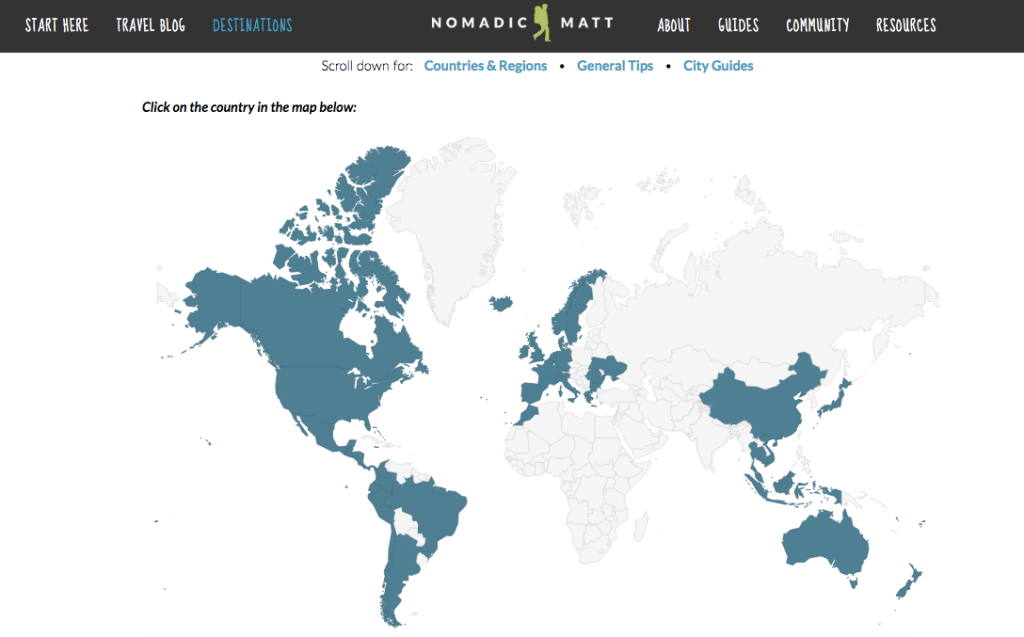 START HERE TRAVEL BLOG DESTINATIONS NOMADIC MATT ABOUT GUIDES COMMUNITY RESOURCES
Scroll down for: Countries & Regions • General Tips • City Guides
Click on the country in the map below: